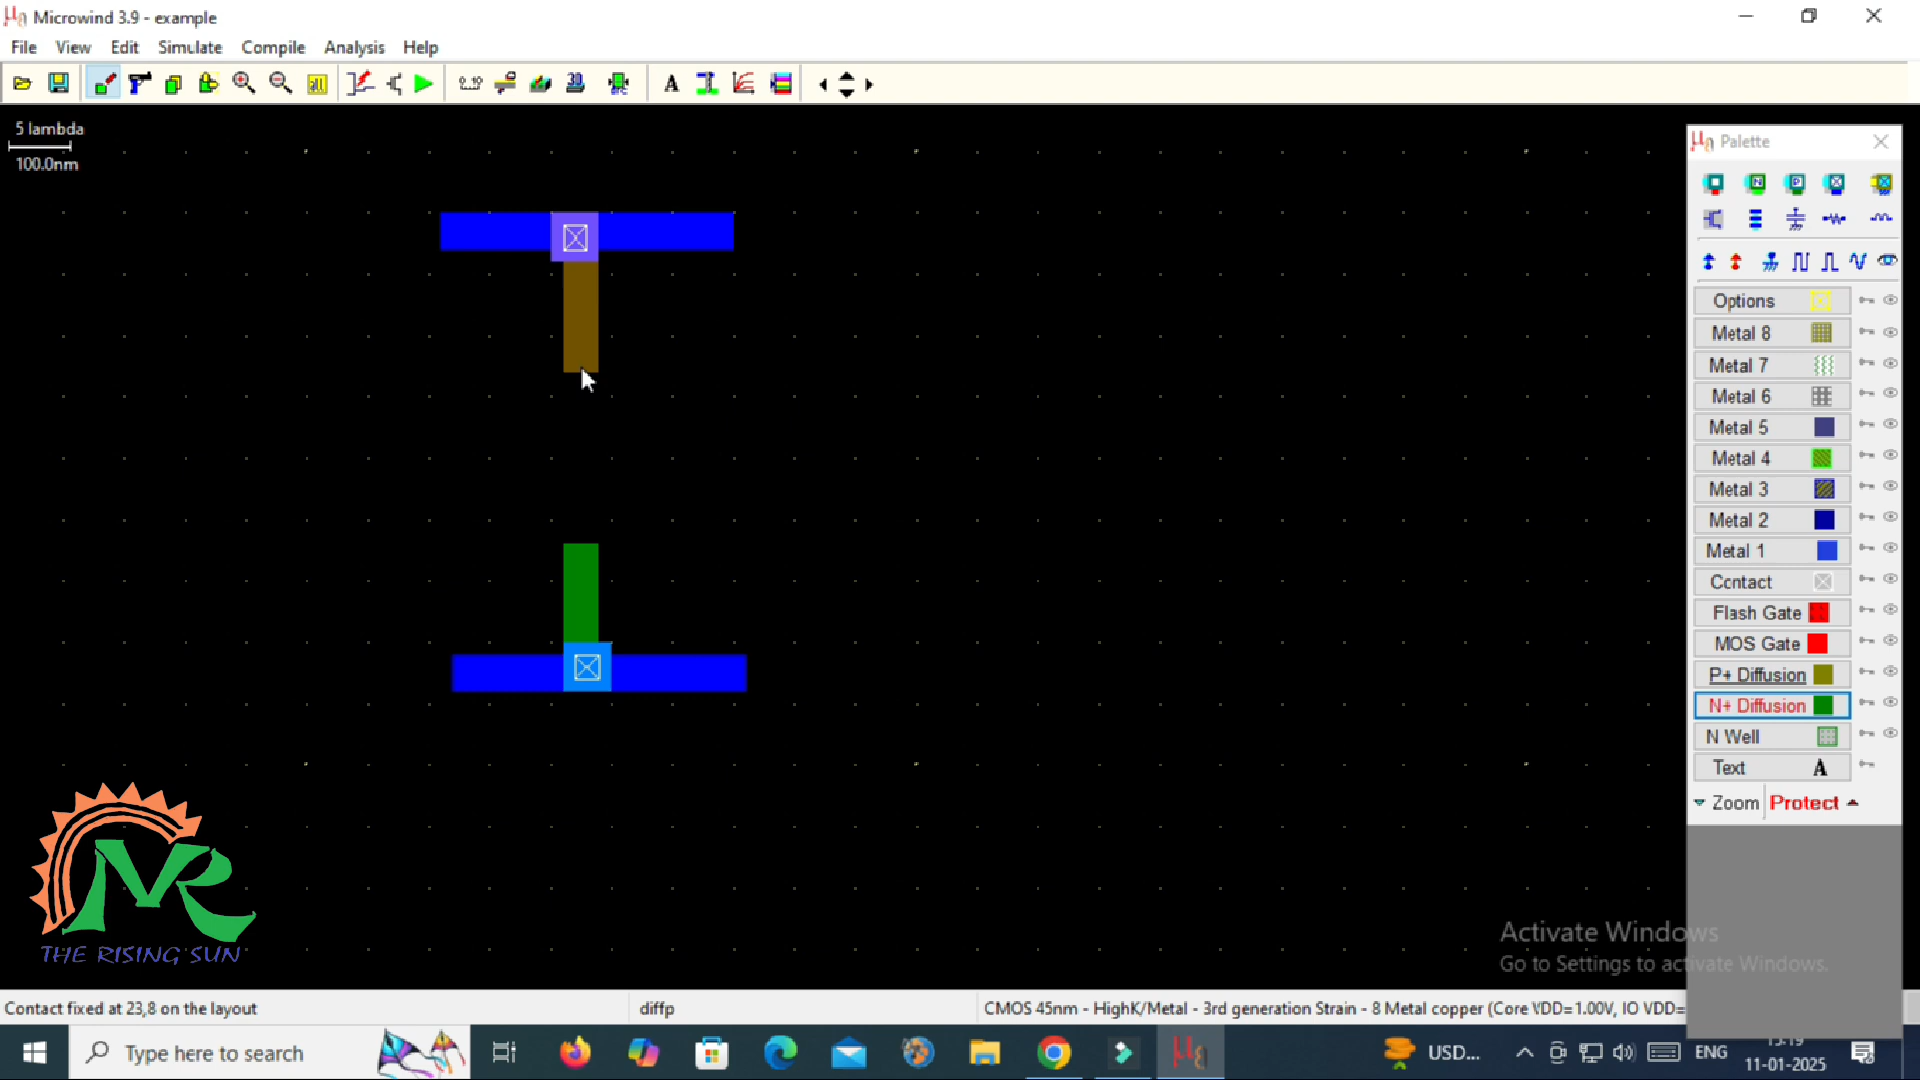 Microwind 3.9 - example
File View Edit Simulate Compile Analysis Help
5 lambda
100.0nm
Palette
Options
Metal 8
Metal 7
Metal 6
Metal 5
Metal 4
Metal 3
Metal 2
Metal 1
Contact
Flash Gate
MOS Gate
P+ Diffusion
N+ Diffusion
N Well
Text A
Zoom Protect
THE RISING SUN
Activate Windows
Go to Settings to activate Windows.
Contact fixed at 23,8 on the layout
diffp
CMOS 45nm - HighK/Metal - 3rd generation Strain - 8 Metal copper (Core VDD=1.00V, IO VDD=
Type here to search
USD...
ENG
11-01-2025